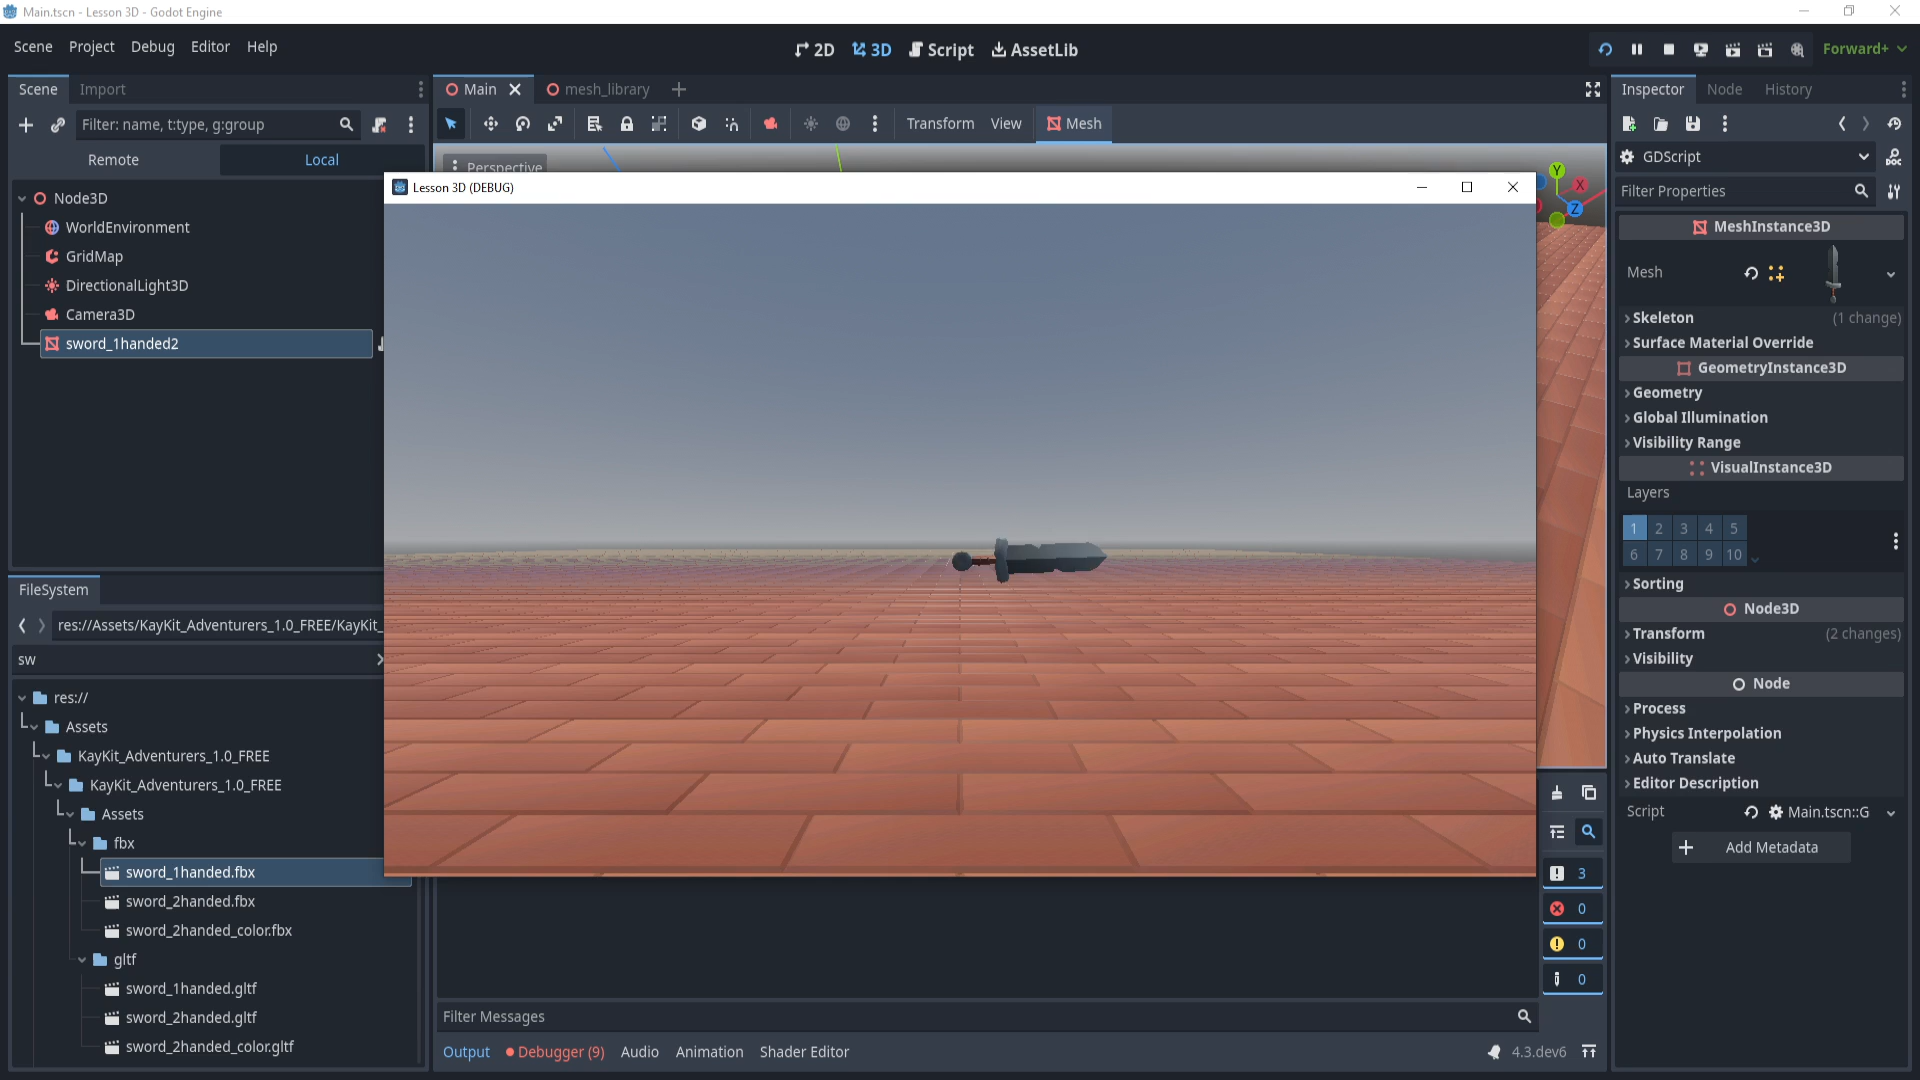 Main.tscn - Lesson 3D - Godot Engine
Scene Project Debug Editor Help
2D 3D Script AssetLib
Forward+
Scene Import
Main mesh_library
Inspector Node History
Filter: name, t:type, g:group
Transform View Mesh
Remote Local
Perspective
GDScript
Lesson 3D (DEBUG)
Filter Properties
Y
X
Z
Node3D
WorldEnvironment
GridMap
DirectionalLight3D
Camera3D
sword_1handed2
MeshInstance3D
Mesh
Skeleton (1 change)
Surface Material Override
GeometryInstance3D
Geometry
Global Illumination
Visibility Range
VisualInstance3D
Layers
1 2 3 4 5
6 7 8 9 10
Sorting
Node3D
Transform (2 changes)
Visibility
Node
Process
Physics Interpolation
Auto Translate
Editor Description
Script Main.tscn::G
Add Metadata
FileSystem
res://Assets/KayKit_Adventurers_1.0_FREE/KayKit_
sw
res://
Assets
KayKit_Adventurers_1.0_FREE
KayKit_Adventurers_1.0_FREE
Assets
fbx
sword_1handed.fbx
sword_2handed.fbx
sword_2handed_color.fbx
gltf
sword_1handed.gltf
sword_2handed.gltf
sword_2handed_color.gltf
3
0
0
0
Filter Messages
Output Debugger (9) Audio Animation Shader Editor
4.3.dev6